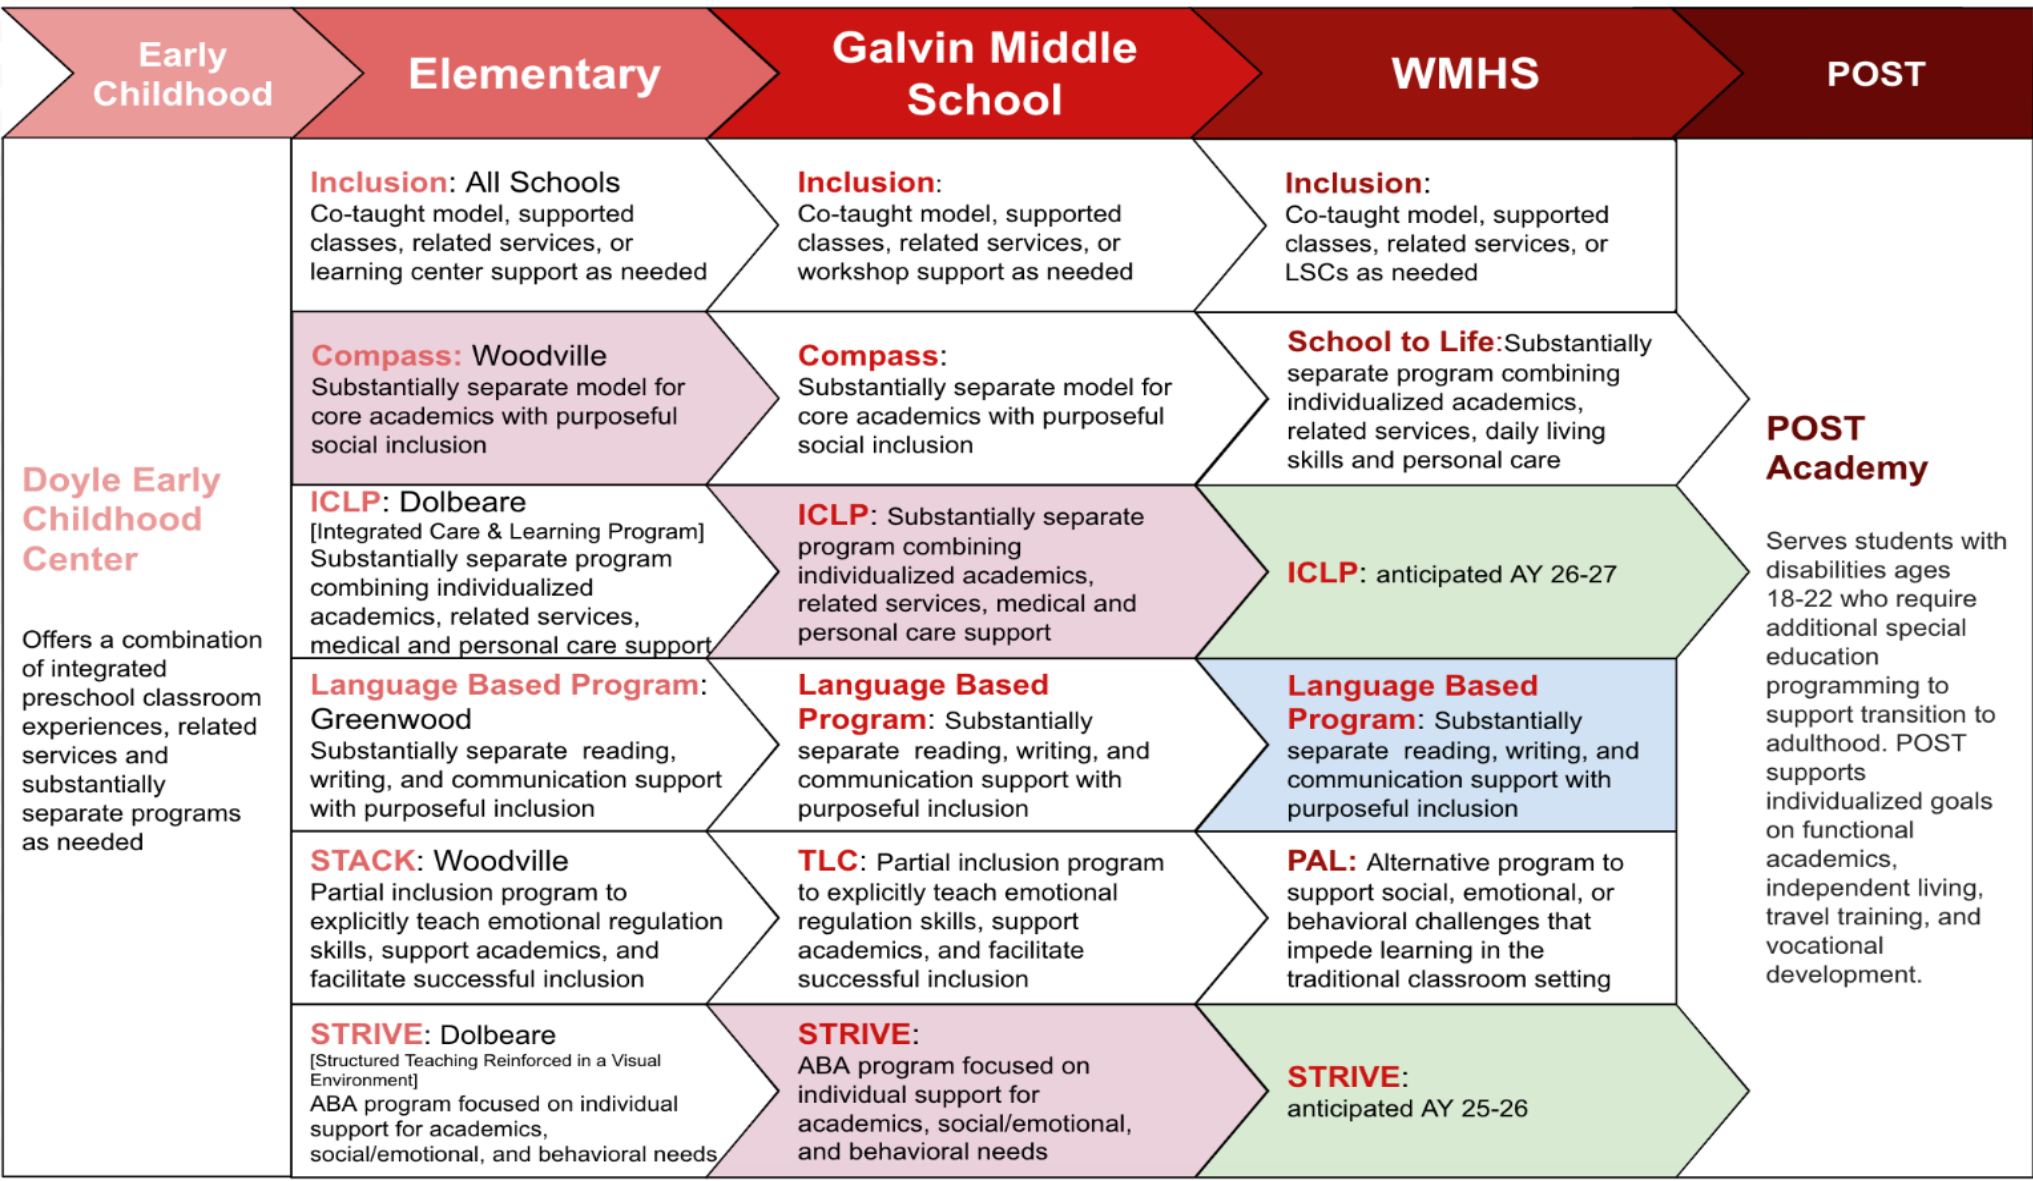 Early
Childhood
Elementary
Galvin Middle
School
WMHS
POST
Doyle Early
Childhood
Center
Offers a combination
of integrated
preschool classroom
experiences, related
services and
substantially
separate programs
as needed
Inclusion: All Schools
Co-taught model, supported
classes, related services, or
learning center support as needed
Inclusion:
Co-taught model, supported
classes, related services, or
workshop support as needed
Inclusion:
Co-taught model, supported
classes, related services, or
LSCs as needed
Compass: Woodville
Substantially separate model for
core academics with purposeful
social inclusion
Compass:
Substantially separate model for
core academics with purposeful
social inclusion
School to Life:Substantially
separate program combining
individualized academics,
related services, daily living
skills and personal care
ICLP: Dolbeare
[Integrated Care & Learning Program]
Substantially separate program
combining individualized
academics, related services,
medical and personal care support
ICLP: Substantially separate
program combining
individualized academics,
related services, medical and
personal care support
ICLP: anticipated AY 26-27
Language Based Program:
Greenwood
Substantially separate  reading,
writing, and communication support
with purposeful inclusion
Language Based
Program: Substantially
separate  reading, writing, and
communication support with
purposeful inclusion
Language Based
Program: Substantially
separate  reading, writing, and
communication support with
purposeful inclusion
STACK: Woodville
Partial inclusion program to
explicitly teach emotional regulation
skills, support academics, and
facilitate successful inclusion
TLC: Partial inclusion program
to explicitly teach emotional
regulation skills, support
academics, and facilitate
successful inclusion
PAL: Alternative program to
support social, emotional, or
behavioral challenges that
impede learning in the
traditional classroom setting
STRIVE: Dolbeare
[Structured Teaching Reinforced in a Visual
Environment]
ABA program focused on individual
support for academics,
social/emotional, and behavioral needs
STRIVE:
ABA program focused on
individual support for
academics, social/emotional,
and behavioral needs
STRIVE:
anticipated AY 25-26
POST
Academy
Serves students with
disabilities ages
18-22 who require
additional special
education
programming to
support transition to
adulthood. POST
supports
individualized goals
on functional
academics,
independent living,
travel training, and
vocational
development.